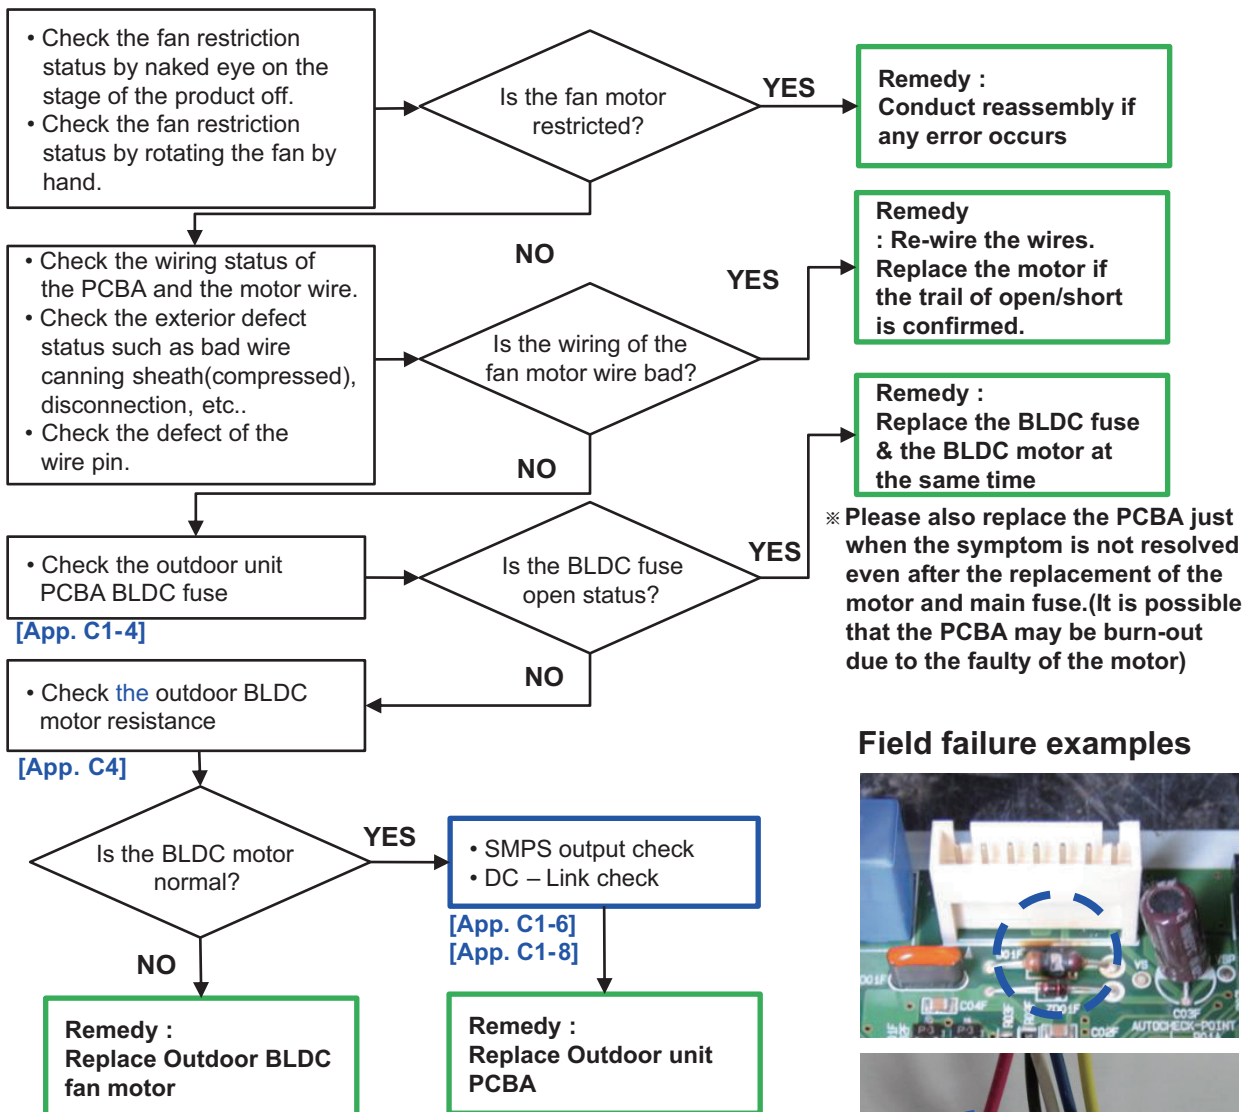 • Check the fan restriction
status by naked eye on the
stage of the product off.
• Check the fan restriction
status by rotating the fan by
hand.
Is the fan motor
restricted?
YES
Remedy :
Conduct reassembly if
any error occurs
NO
• Check the wiring status of
the PCBA and the motor wire.
• Check the exterior defect
status such as bad wire
canning sheath(compressed),
disconnection, etc..
• Check the defect of the
wire pin.
Is the wiring of the
fan motor wire bad?
YES
Remedy
: Re-wire the wires.
Replace the motor if
the trail of open/short
is confirmed.
NO
• Check the outdoor unit
PCBA BLDC fuse
[App. C1-4]
Is the BLDC fuse
open status?
YES
Remedy :
Replace the BLDC fuse
& the BLDC motor at
the same time
※ Please also replace the PCBA just
when the symptom is not resolved
even after the replacement of the
motor and main fuse.(It is possible
that the PCBA may be burn-out
due to the faulty of the motor)
NO
• Check the outdoor BLDC
motor resistance
[App. C4]
Is the BLDC motor
normal?
YES
• SMPS output check
• DC – Link check
[App. C1-6]
[App. C1-8]
NO
Remedy :
Replace Outdoor BLDC
fan motor
Remedy :
Replace Outdoor unit
PCBA
Field failure examples
C04F
ZD01F
C02F
C03F
AUTOCHECK-POINT